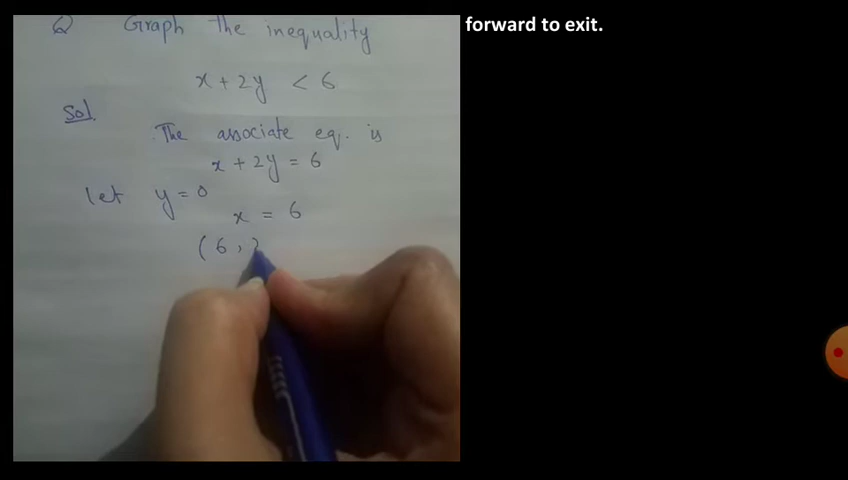 Q Graph the inequality
x + 2y < 6
Sol.
The associate eq. is
x + 2y = 6
let y = 0
x = 6
( 6 ,
forward to exit.